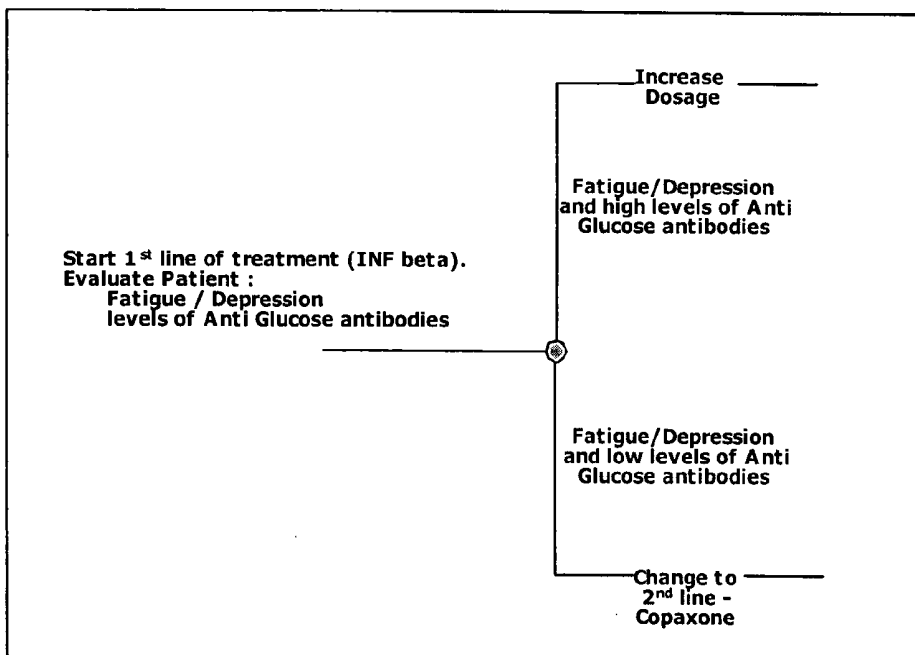 Increase
Dosage
Fatigue/Depression
and high levels of Anti
Glucose antibodies
Start 1st line of treatment (INF beta).
Evaluate Patient :
Fatigue / Depression
levels of Anti Glucose antibodies
Fatigue/Depression
and low levels of Anti
Glucose antibodies
Change to
2nd line -
Copaxone